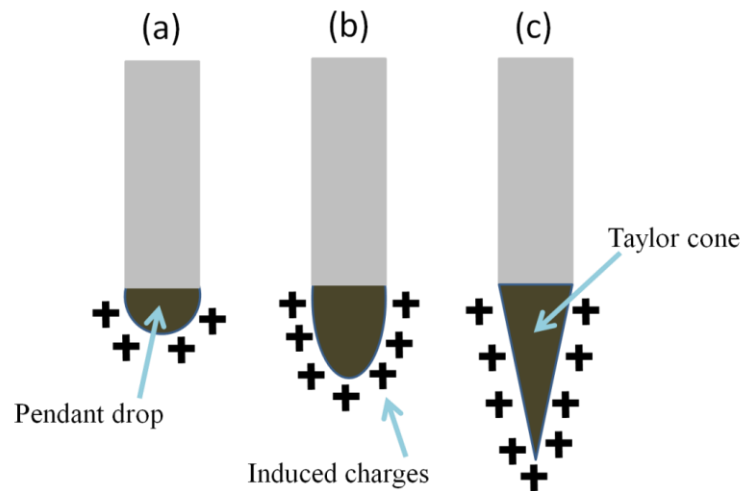 (a)
(b)
(c)
Taylor cone
Pendant drop
Induced charges